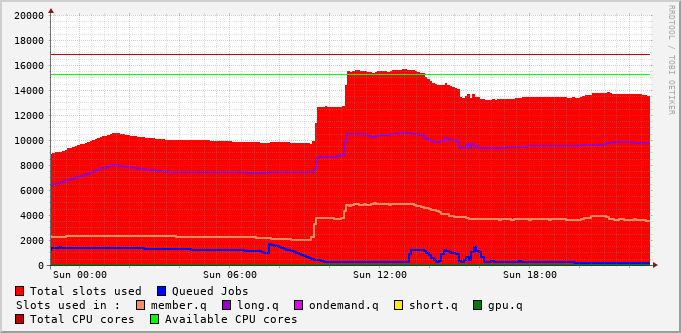 20000
18000
16000
14000
12000
10000
8000
6000
4000
2000
0
Sun 00:00 Sun 06:00 Sun 12:00 Sun 18:00
RRDTOOL / TOBI OETIKER
Total slots used Queued Jobs
Slots used in : member.q long.q ondemand.q short.q gpu.q
Total CPU cores Available CPU cores